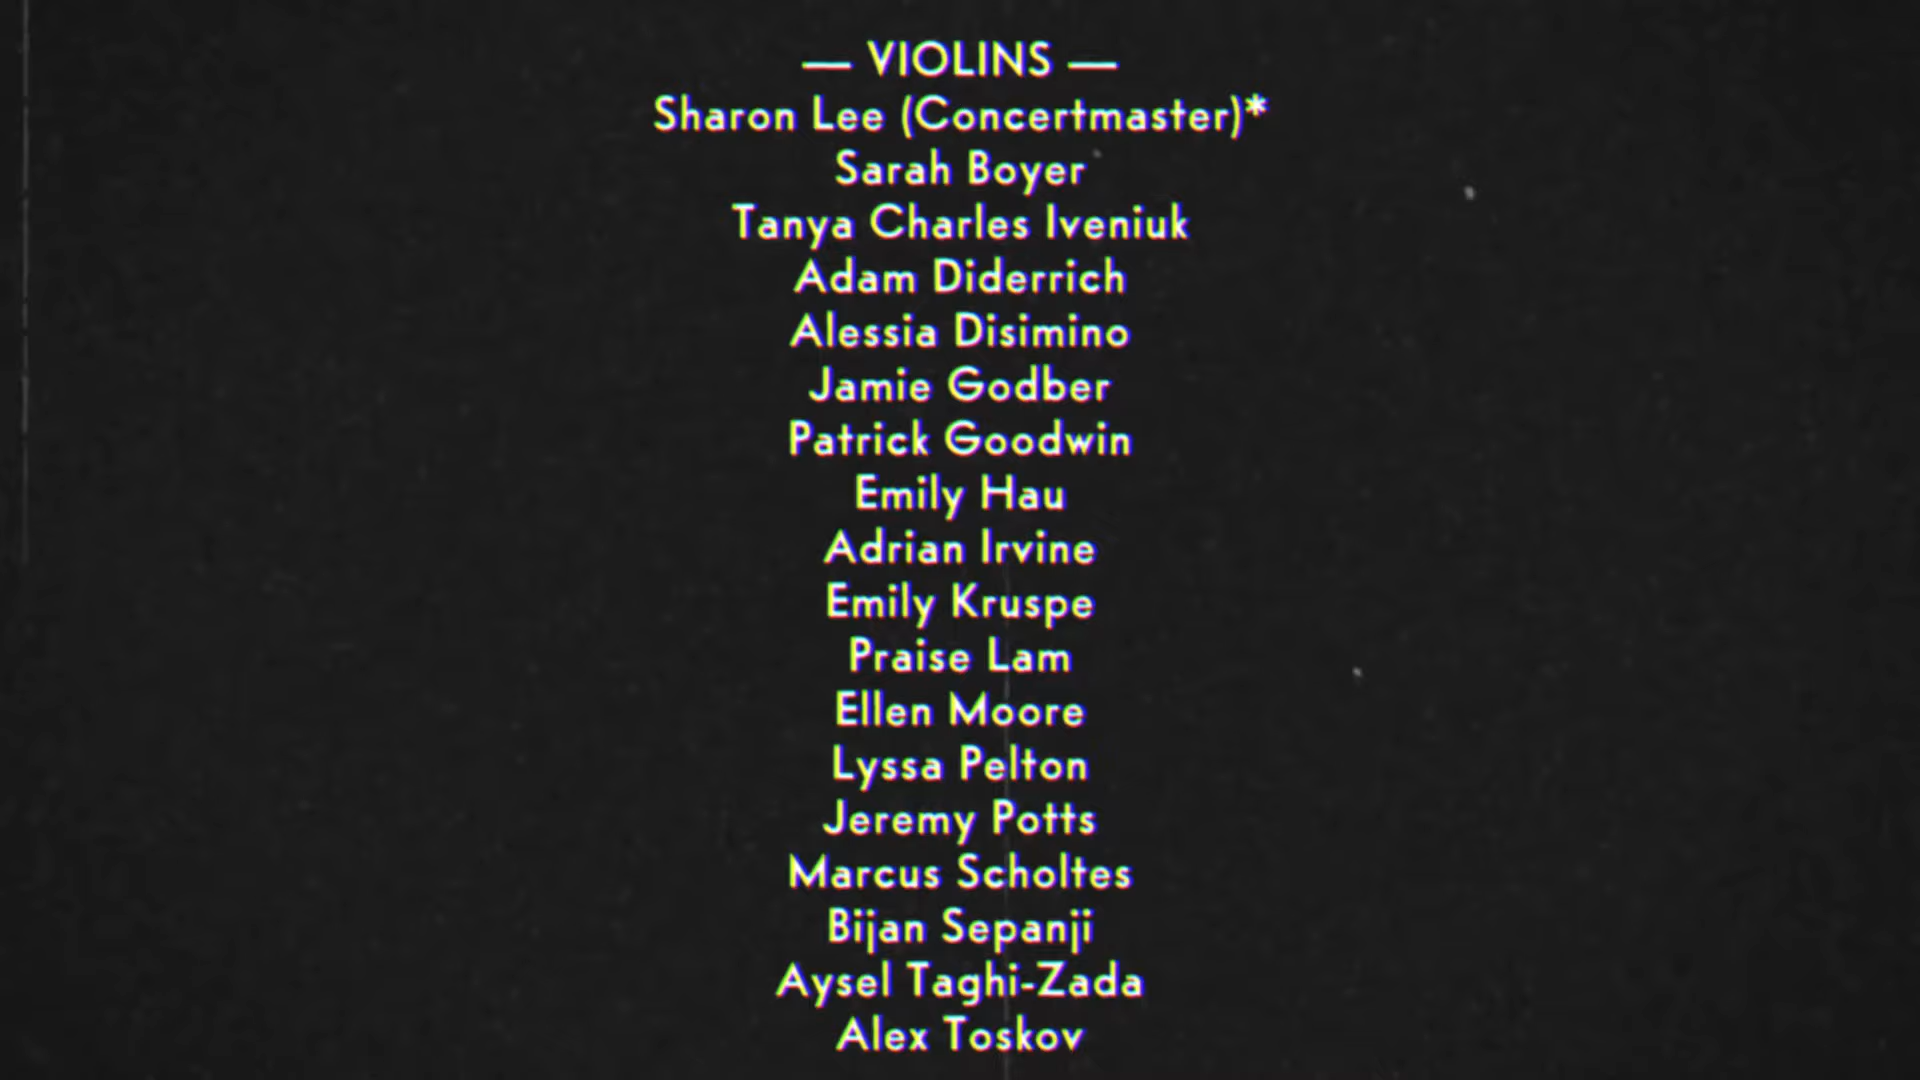 — VIOLINS —
Sharon Lee (Concertmaster)*
Sarah Boyer
Tanya Charles Iveniuk
Adam Diderrich
Alessia Disimino
Jamie Godber
Patrick Goodwin
Emily Hau
Adrian Irvine
Emily Kruspe
Praise Lam
Ellen Moore
Lyssa Pelton
Jeremy Potts
Marcus Scholtes
Bijan Sepanji
Aysel Taghi-Zada
Alex Toskov